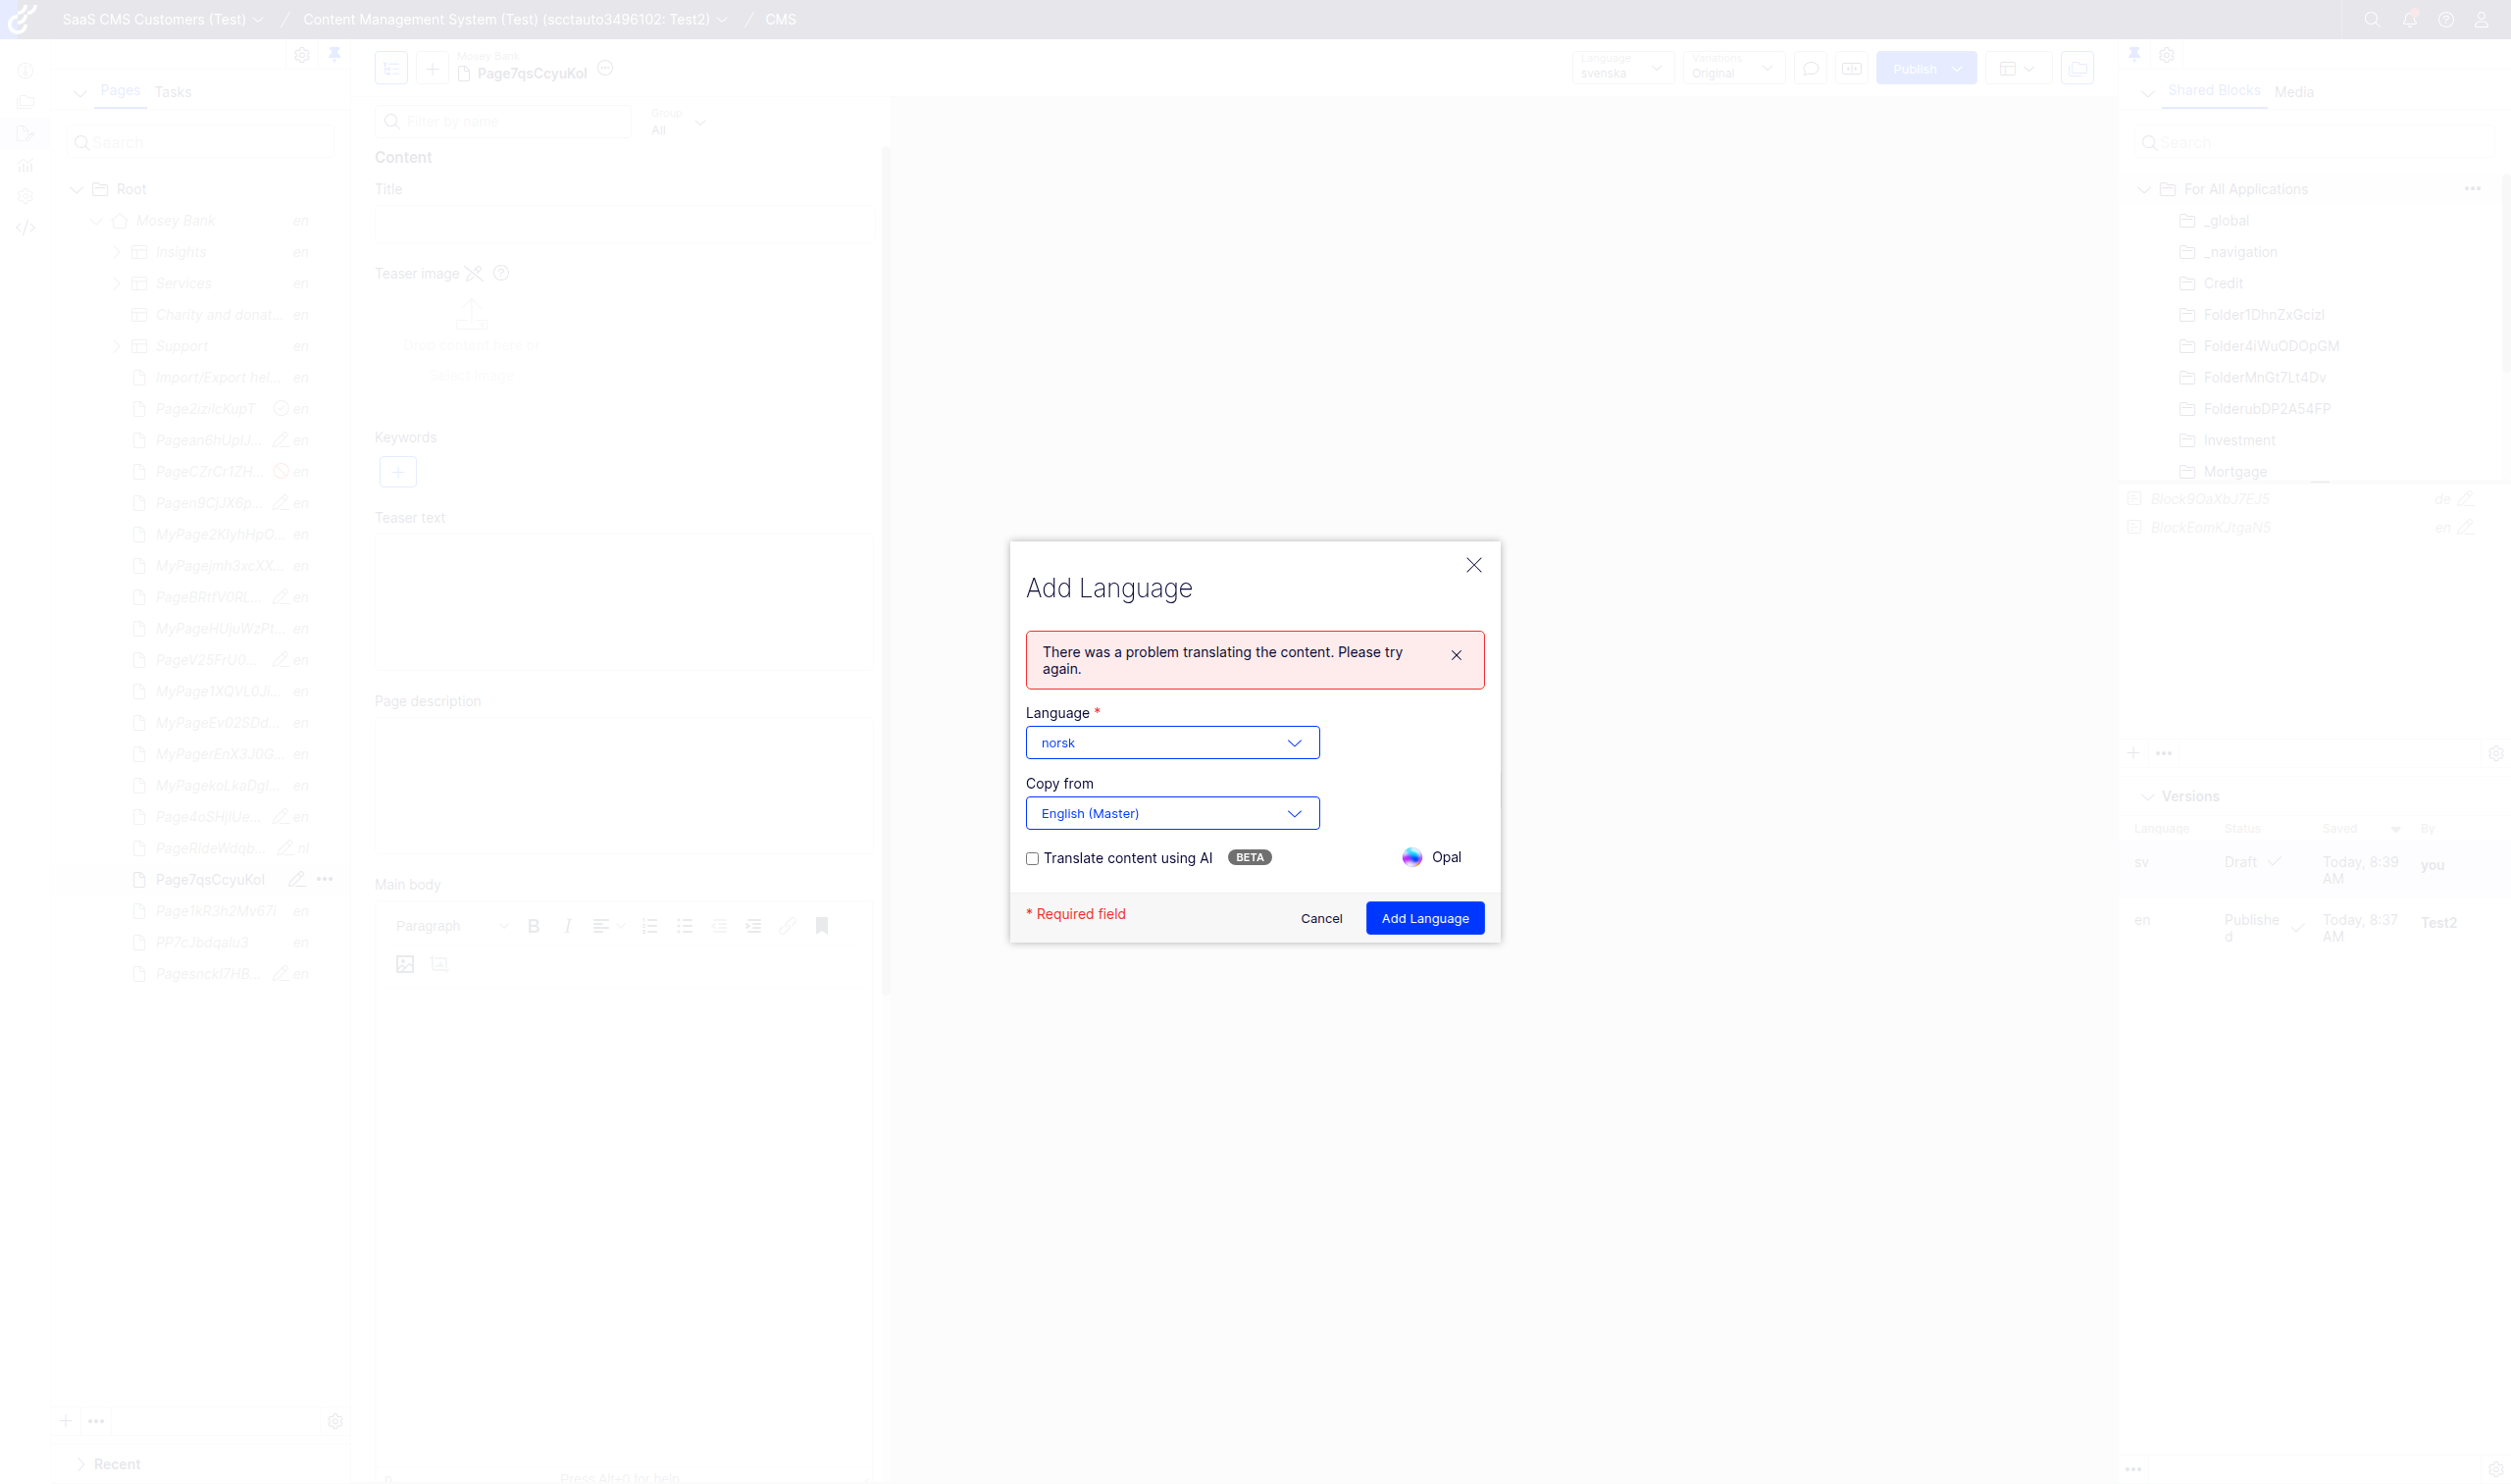 SaaS CMS Customers (Test) / Content Management System (Test) (scctauto3496102: Test2) / CMS
Pages Tasks
Search
Root
Mosey Bank en
Insights en
Services en
Charity and donat... en
Support en
Import/Export hel... en
Page2iziIcKupT en
Pagean6hUpIJ... en
PageCZrCr1ZH... en
Pagen9CjJX6p... en
MyPage2KlyhHpO... en
MyPagejmh3xcXX... en
PageBRtfV0RL... en
MyPageHUjuWzPt... en
PageV25FrU0... en
MyPage1XQVL0Ji... en
MyPageEv02SDd... en
MyPagerEnX3J0G... en
MyPagekoLkaDgI... en
Page4oSHjlUe... en
PageRIdeWdqb... nl
Page7qsCcyuKoI
Page1kR3h2Mv67i en
PP7cJbdqaIu3 en
Pagesnckl7HB... en
Recent
Mosey Bank
Page7qsCcyuKoI
Language
svenska
Variations
Original
Publish
Filter by name
Group
All
Content
Title
Teaser image
Drop content here or
Select Image
Keywords
Teaser text
Page description
Main body
Paragraph
Press Alt+0 for help
Add Language
There was a problem translating the content. Please try
again.
Language *
norsk
Copy from
English (Master)
Translate content using AI BETA Opal
* Required field Cancel Add Language
Shared Blocks Media
Search
For All Applications
_global
_navigation
Credit
Folder1DhnZxGcizl
Folder4iWuODOpGM
FolderMnGt7Lt4Dv
FolderubDP2A54FP
Investment
Mortgage
Block9OaXbJ7EJ5 de
BlockEomKJtgaN5 en
Versions
Language Status Saved By
sv Draft Today, 8:39 AM you
en Published Today, 8:37 AM Test2